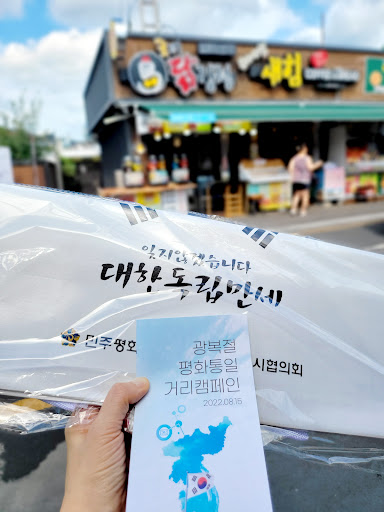 잊지않겠습니다
대한독립만세
민주평화
시협의회
광복절
평화통일
거리캠페인
2022.08.15